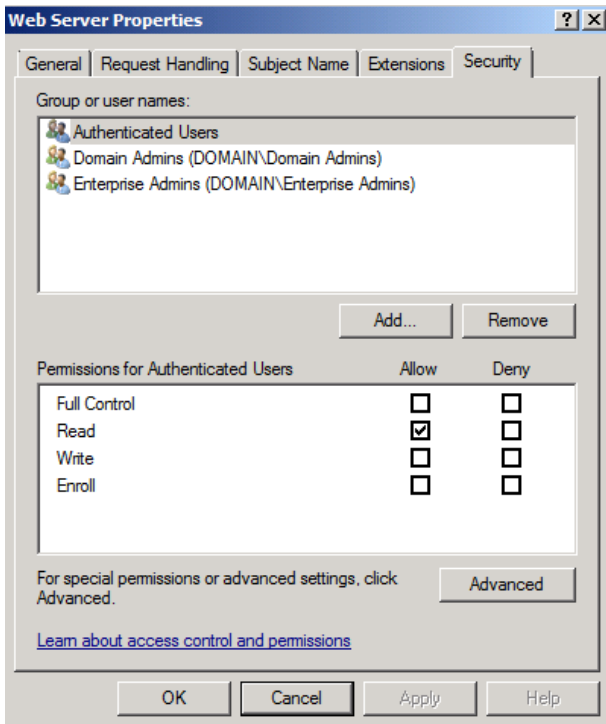 Web Server Properties
General Request Handling Subject Name Extensions Security
Group or user names:
Authenticated Users
Domain Admins (DOMAIN\Domain Admins)
Enterprise Admins (DOMAIN\Enterprise Admins)
Add... Remove
Permissions for Authenticated Users Allow Deny
Full Control
Read
Write
Enroll
For special permissions or advanced settings, click
Advanced.
Advanced
Learn about access control and permissions
OK Cancel Apply Help